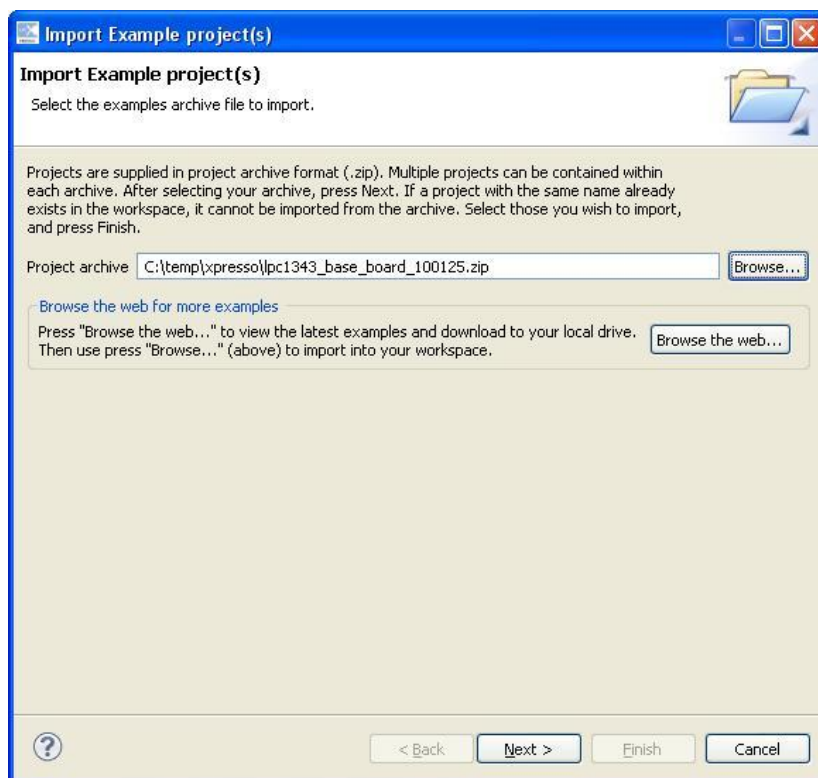 Import Example project(s)
Import Example project(s)
Select the examples archive file to import.
Projects are supplied in project archive format (.zip). Multiple projects can be contained within
each archive. After selecting your archive, press Next. If a project with the same name already
exists in the workspace, it cannot be imported from the archive. Select those you wish to import,
and press Finish.
Project archive C:\temp\xpresso\lpc1343_base_board_100125.zip Browse...
Browse the web for more examples
Press "Browse the web..." to view the latest examples and download to your local drive.
Then use press "Browse..." (above) to import into your workspace.
Browse the web...
? < Back Next > Finish Cancel